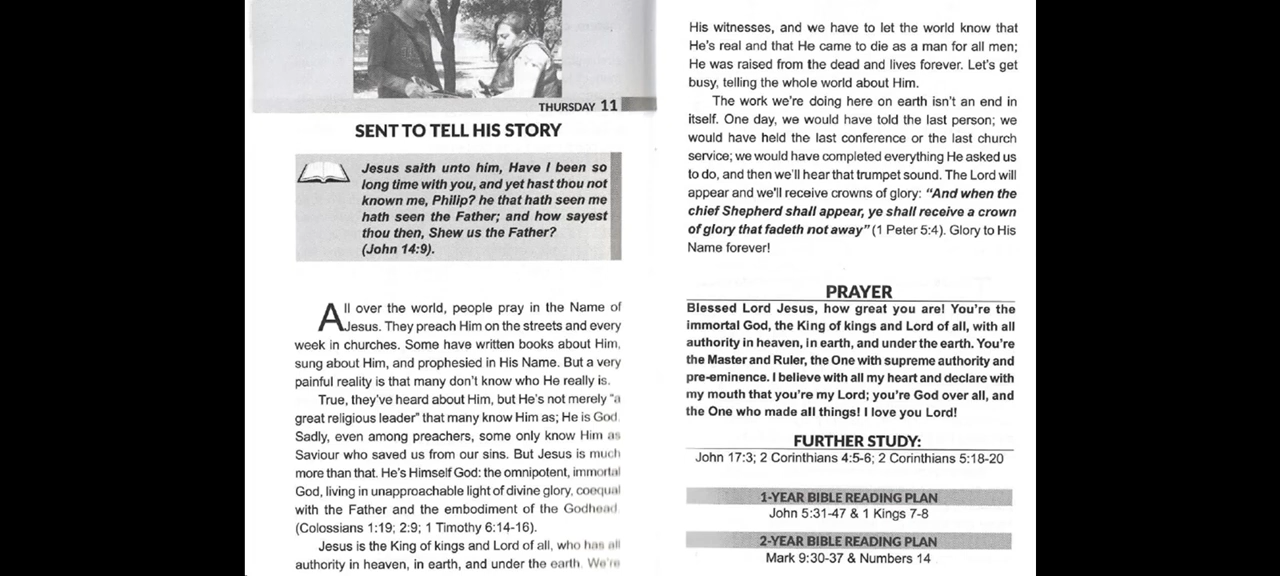 THURSDAY 11
SENT TO TELL HIS STORY
Jesus saith unto him, Have I been so
long time with you, and yet hast thou not
known me, Philip? he that hath seen me
hath seen the Father; and how sayest
thou then, Shew us the Father?
(John 14:9).
All over the world, people pray in the Name of
Jesus. They preach Him on the streets and every
week in churches. Some have written books about Him,
sung about Him, and prophesied in His Name. But a very
painful reality is that many don't know who He really is.
True, they've heard about Him, but He's not merely "a
great religious leader" that many know Him as; He is God.
Sadly, even among preachers, some only know Him as
Saviour who saved us from our sins. But Jesus is much
more than that. He's Himself God: the omnipotent, immortal
God, living in unapproachable light of divine glory, coequal
with the Father and the embodiment of the Godhead
(Colossians 1:19; 2:9; 1 Timothy 6:14-16).
Jesus is the King of kings and Lord of all, who has all
authority in heaven, in earth, and under the earth. We're
His witnesses, and we have to let the world know that
He's real and that He came to die as a man for all men;
He was raised from the dead and lives forever. Let's get
busy, telling the whole world about Him.
The work we're doing here on earth isn't an end in
itself. One day, we would have told the last person; we
would have held the last conference or the last church
service; we would have completed everything He asked us
to do, and then we'll hear that trumpet sound. The Lord will
appear and we'll receive crowns of glory: "And when the
chief Shepherd shall appear, ye shall receive a crown
of glory that fadeth not away" (1 Peter 5:4). Glory to His
Name forever!
PRAYER
Blessed Lord Jesus, how great you are! You're the
immortal God, the King of kings and Lord of all, with all
authority in heaven, in earth, and under the earth. You're
the Master and Ruler, the One with supreme authority and
pre-eminence. I believe with all my heart and declare with
my mouth that you're my Lord; you're God over all, and
the One who made all things! I love you Lord!
FURTHER STUDY:
John 17:3; 2 Corinthians 4:5-6; 2 Corinthians 5:18-20
1-YEAR BIBLE READING PLAN
John 5:31-47 & 1 Kings 7-8
2-YEAR BIBLE READING PLAN
Mark 9:30-37 & Numbers 14